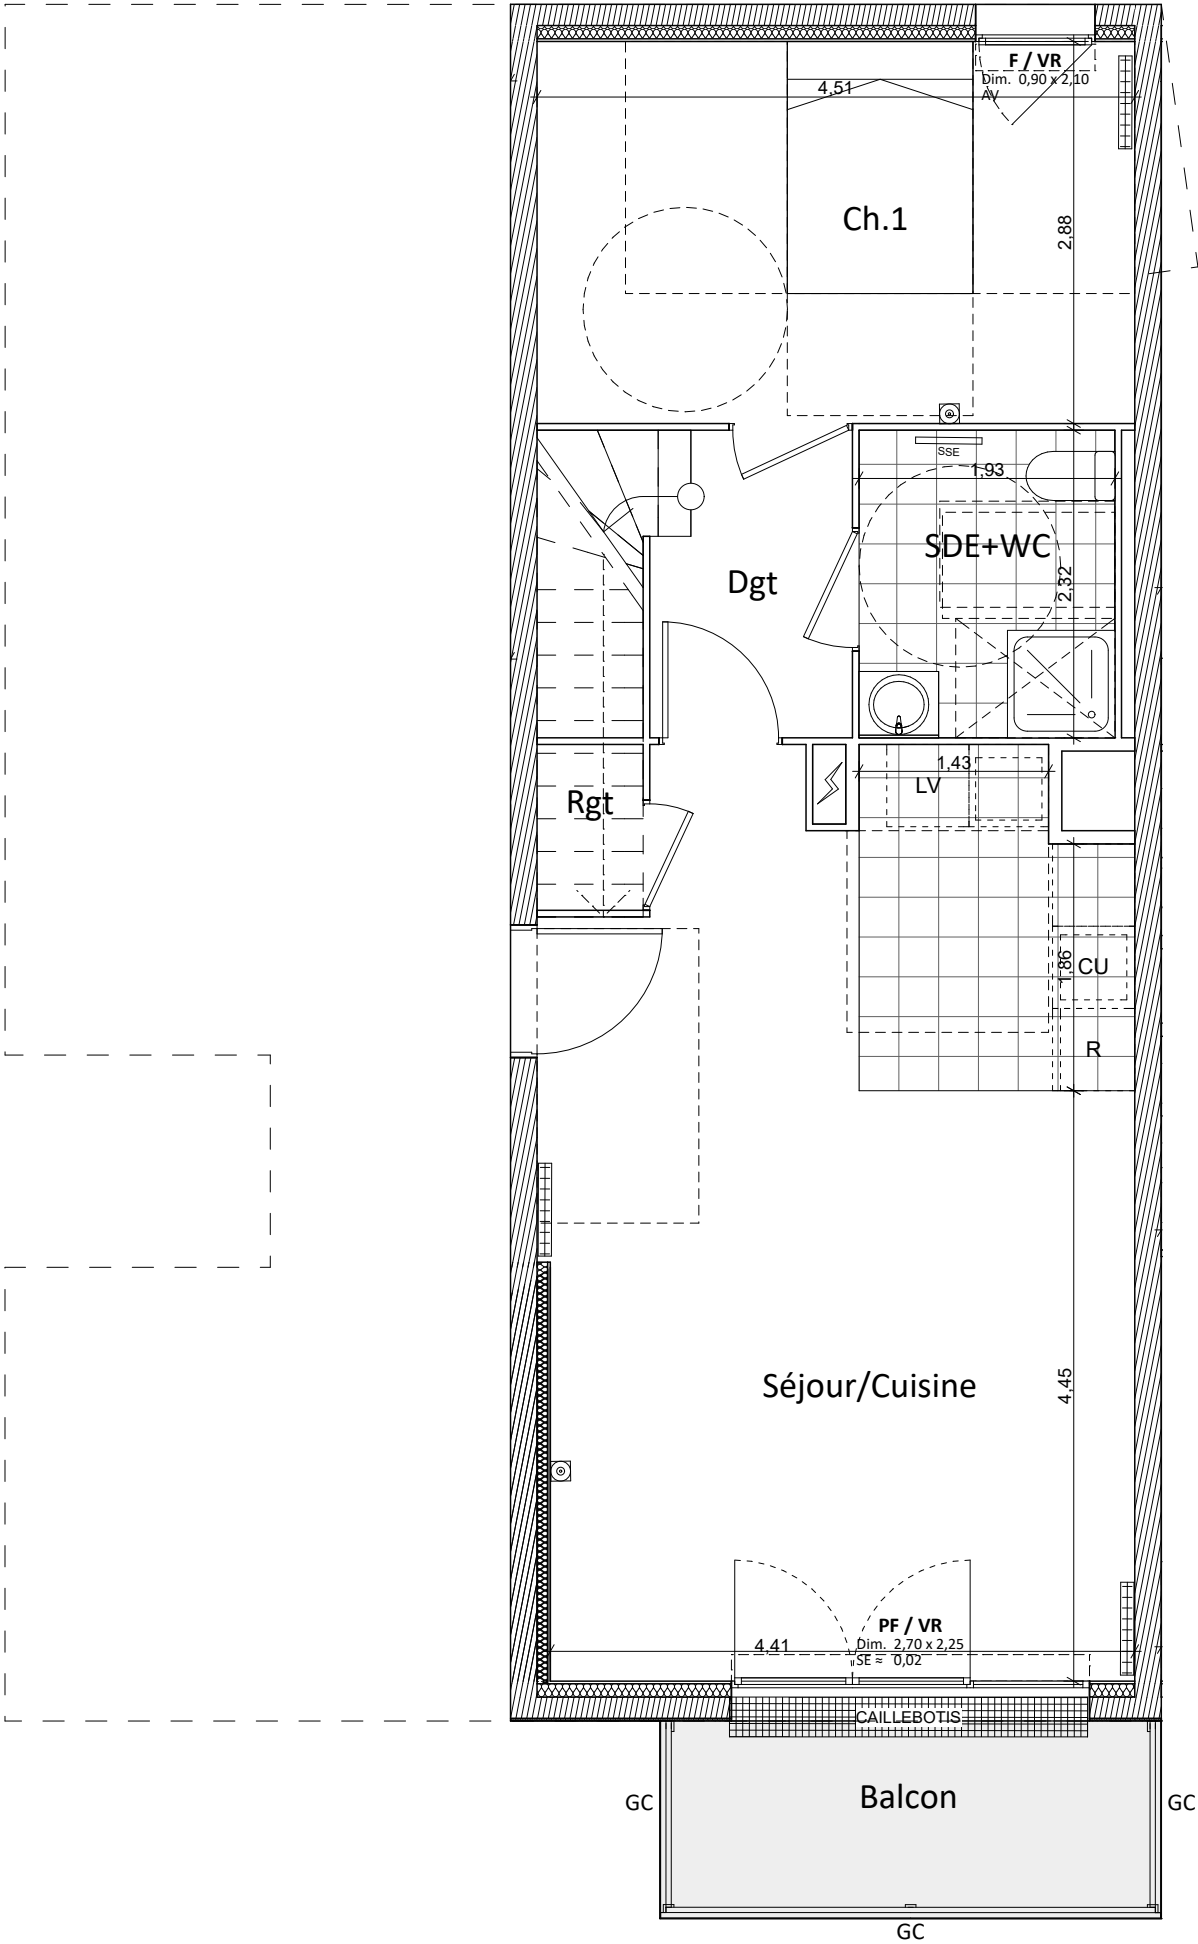 F / VR
Dim. 0,90 x 2,10
AV
4,51
Ch.1
2,88
SSE
1,93
SDE+WC
2,32
Dgt
1,43
LV
Rgt
1,86
CU
R
Séjour/Cuisine
4,45
PF / VR
4,41
Dim. 2,70 x 2,25
SE ≈ 0,02
CAILLEBOTIS
Balcon
GC
GC
GC